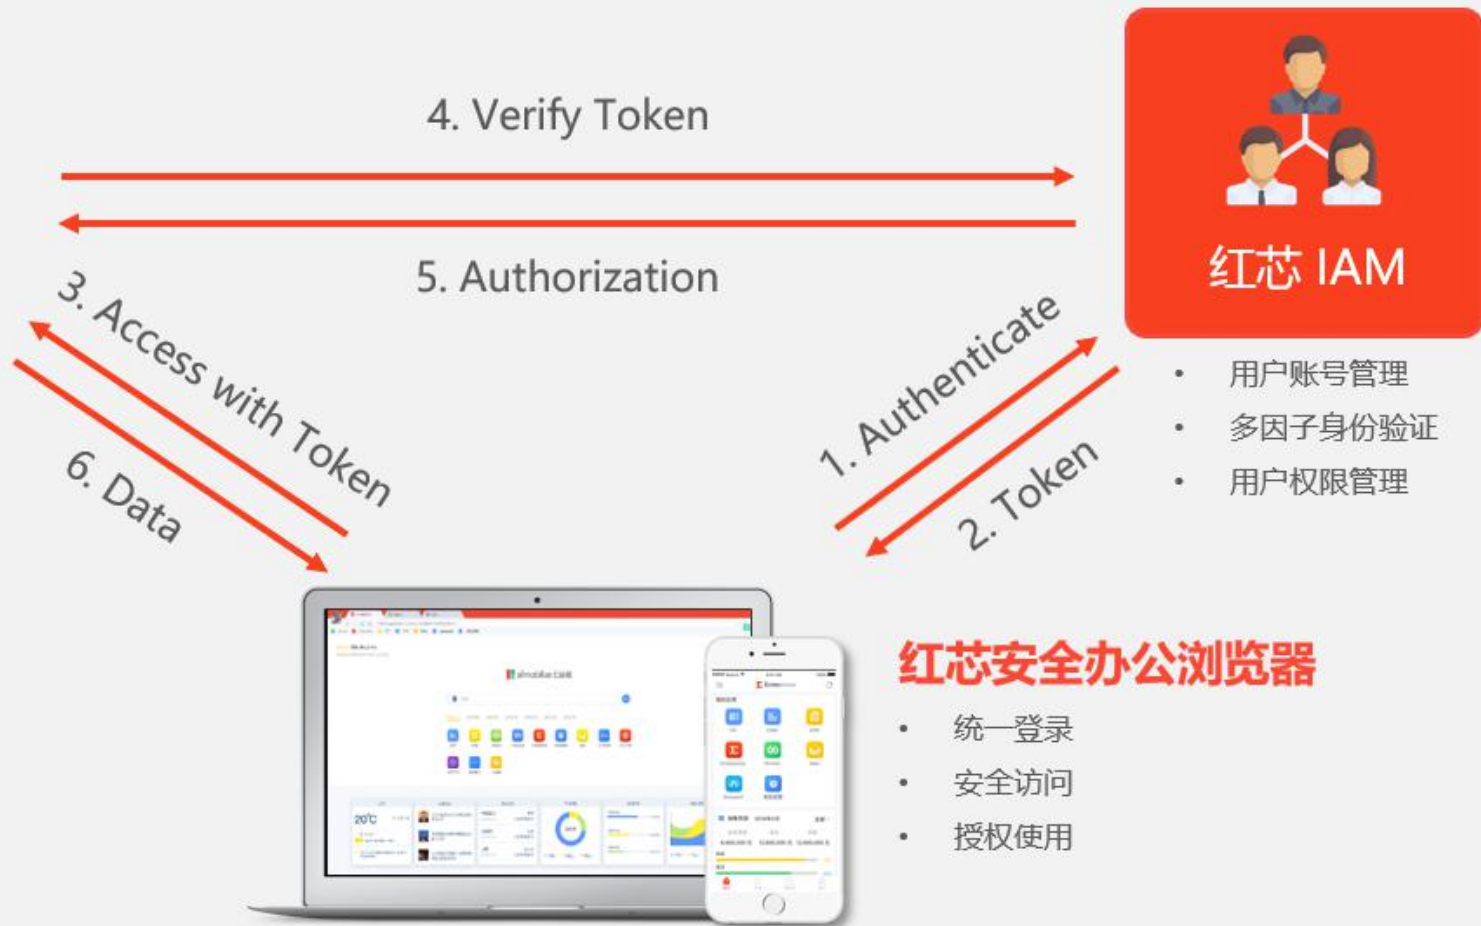 4. Verify Token
5. Authorization
红芯 IAM
3. Access with Token
6. Data
1. Authenticate
2. Token
• 用户账号管理
• 多因子身份验证
• 用户权限管理
红芯安全办公浏览器
• 统一登录
• 安全访问
• 授权使用
20°C